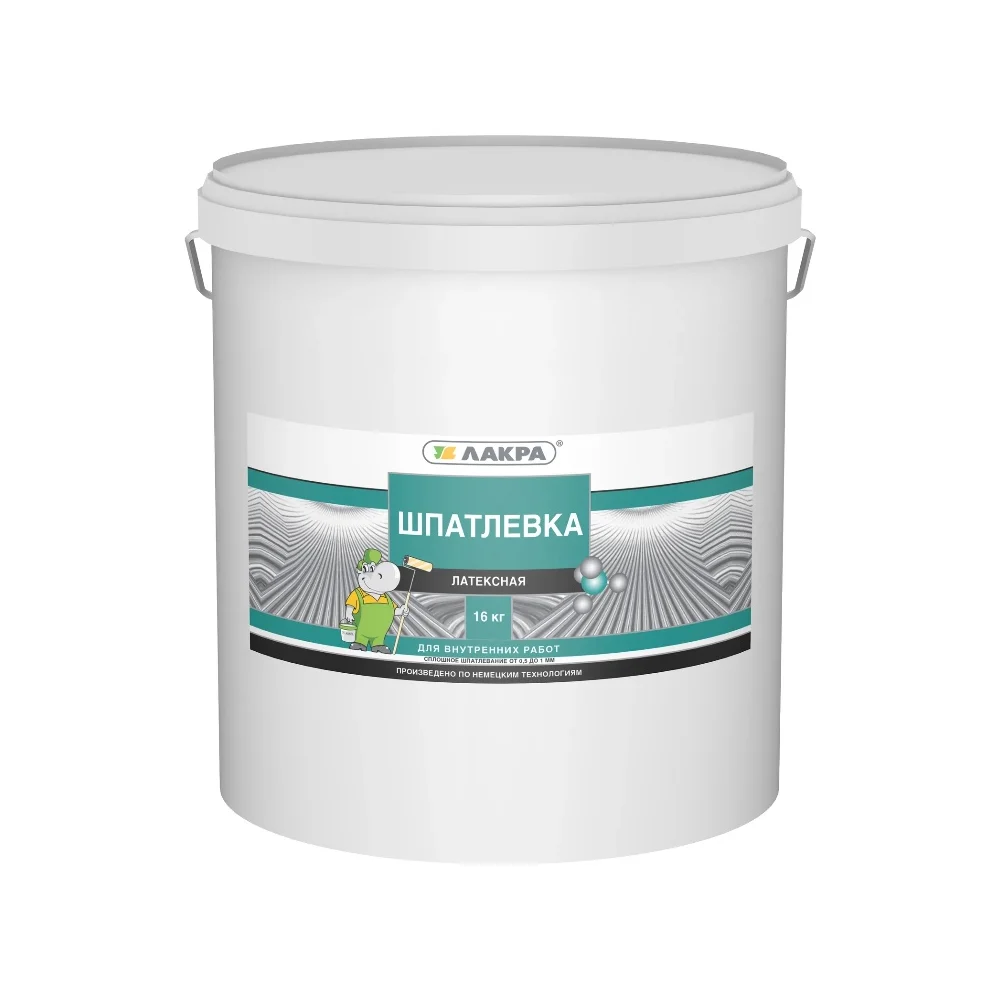 ЛАКРА®
ШПАТЛЕВКА
ЛАТЕКСНАЯ
16 кг
ДЛЯ ВНУТРЕННИХ РАБОТ
СПЛОШНОЕ ШПАТЛЕВАНИЕ ОТ 0,5 ДО 1 ММ
ПРОИЗВЕДЕНО ПО НЕМЕЦКИМ ТЕХНОЛОГИЯМ